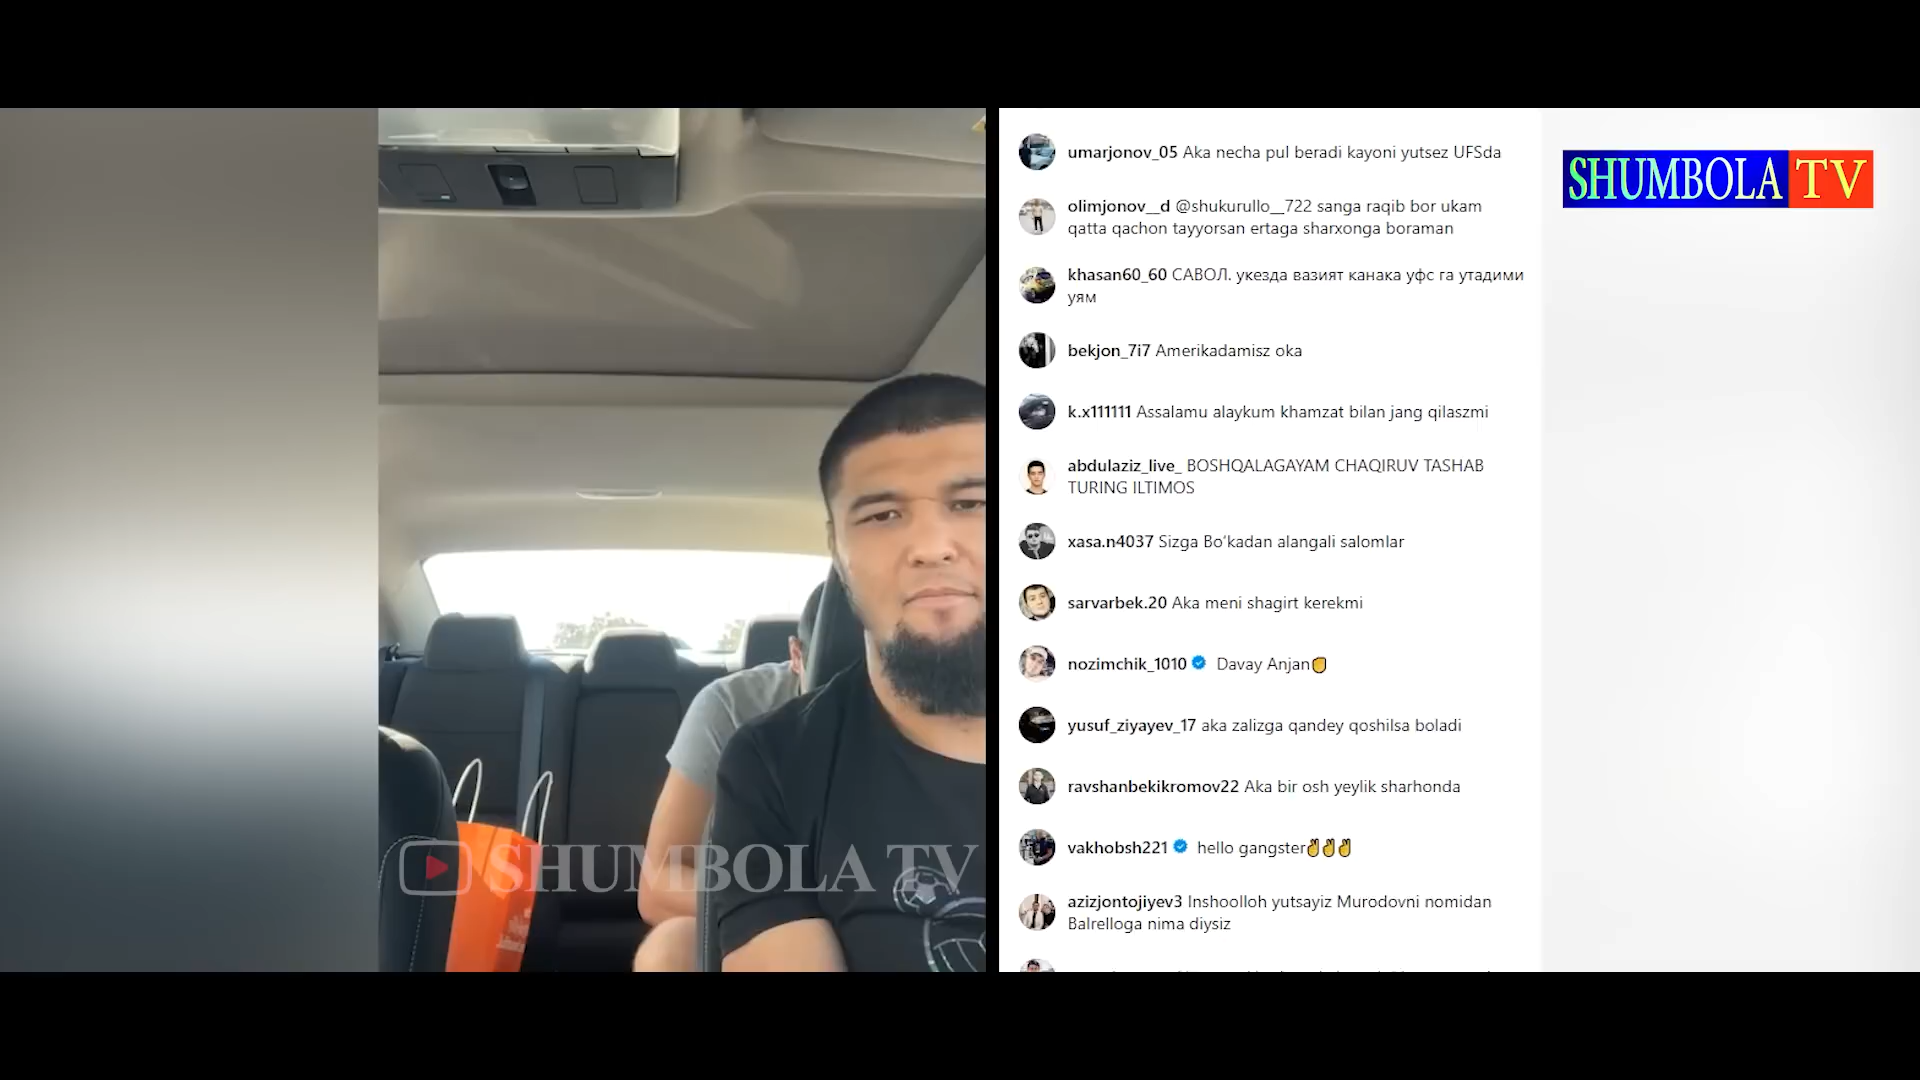 SHUMBOLA TV
umarjonov_05 Aka necha pul beradi kayoni yutsez UFSda
olimjonov__d @shukurullo__722 sanga raqib bor ukam
qatta qachon tayyorsan ertaga sharxonga boraman
khasan60_60 САВОЛ. укезда вазият канака уфс га утадими
уям
bekjon_7i7 Amerikadamisz oka
k.x111111 Assalamu alaykum khamzat bilan jang qilaszmi
abdulaziz_live_ BOSHQALAGAYAM CHAQIRUV TASHAB
TURING ILTIMOS
xasa.n4037 Sizga Bo‘kadan alangali salomlar
sarvarbek.20 Aka meni shagirt kerekmi
nozimchik_1010 Davay Anjan✊
yusuf_ziyayev_17 aka zalizga qandey qoshilsa boladi
ravshanbekikromov22 Aka bir osh yeylik sharhonda
vakhobsh221 hello gangster✌✌✌
azizjontojiyev3 Inshoolloh yutsayiz Murodovni nomidan
Balrelloga nima diysiz
SHUMBOLA TV